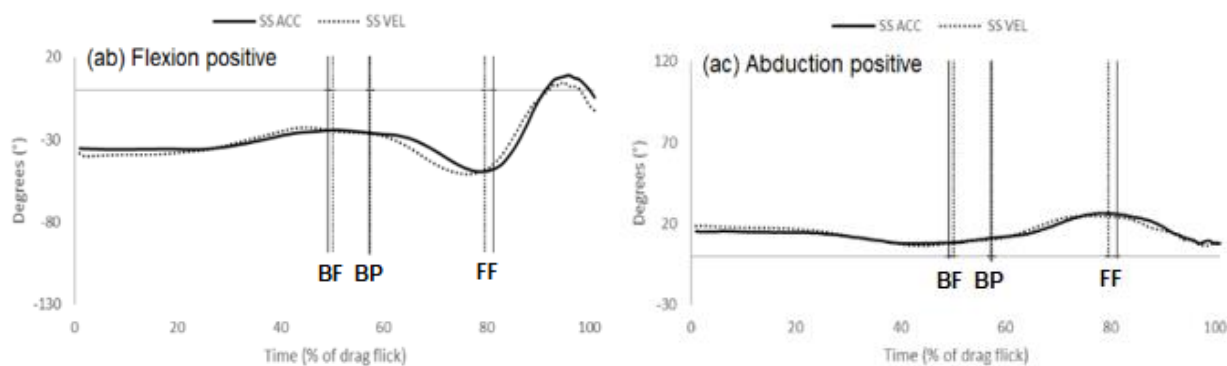 SS ACC SS VEL
(ab) Flexion positive
20
-30
-80
-130
Degrees (°)
BF BP FF
0 20 40 60 80 100
Time (% of drag flick)
SS ACC SS VEL
(ac) Abduction positive
120
70
20
-30
Degrees (°)
BF BP FF
0 20 40 60 80 100
Time (% of drag flick)